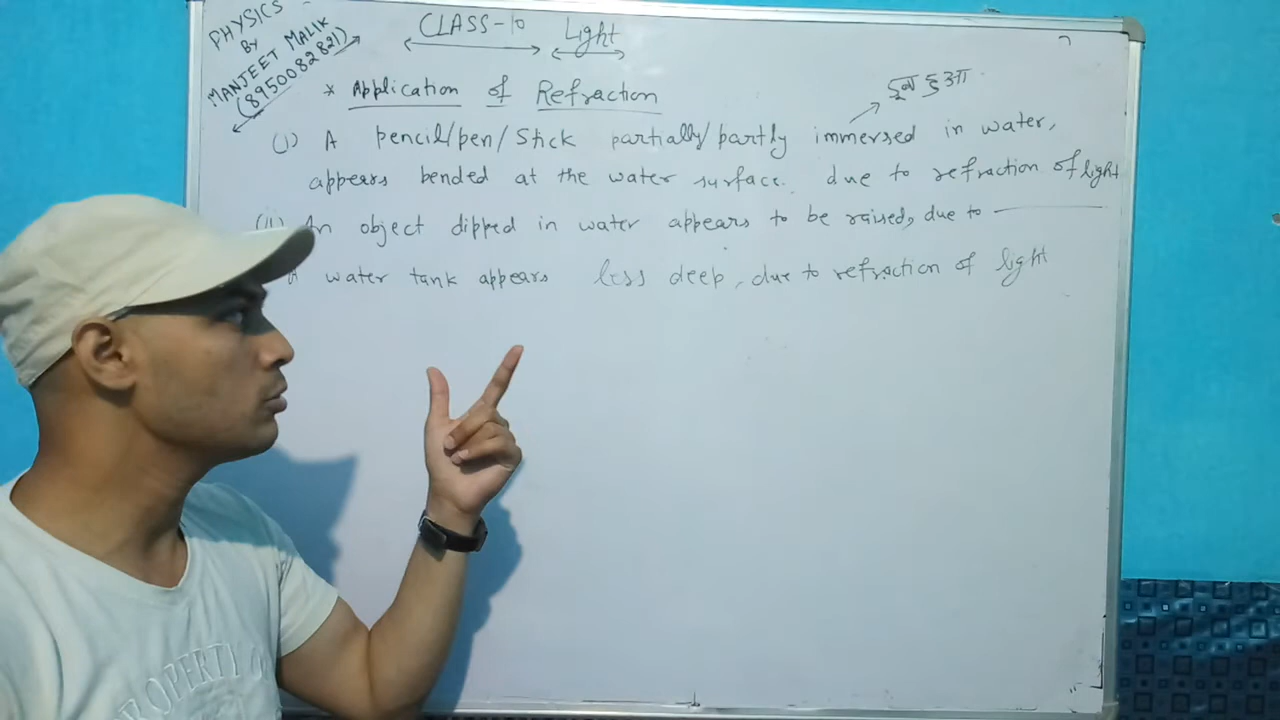 PHYSICS
By
MANJEET MALIK
(8950082821)
CLASS-10 Light
* Application of Refraction
डूबा हुआ
(i) A pencil/pen/stick partially/partly immersed in water,
appears bended at the water surface. due to refraction of light
(ii) An object dipped in water appears to be raised, due to
A water tank appears less deep, due to refraction of light
PROPERTY O